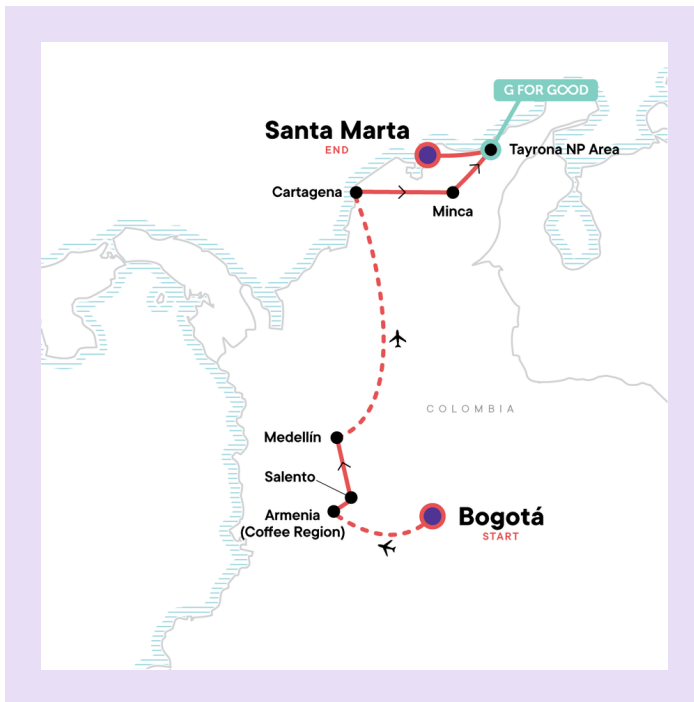 G FOR GOOD
Santa Marta
END
Tayrona NP Area
Cartagena
Minca
COLOMBIA
Medellín
Salento
Armenia
(Coffee Region)
Bogotá
START